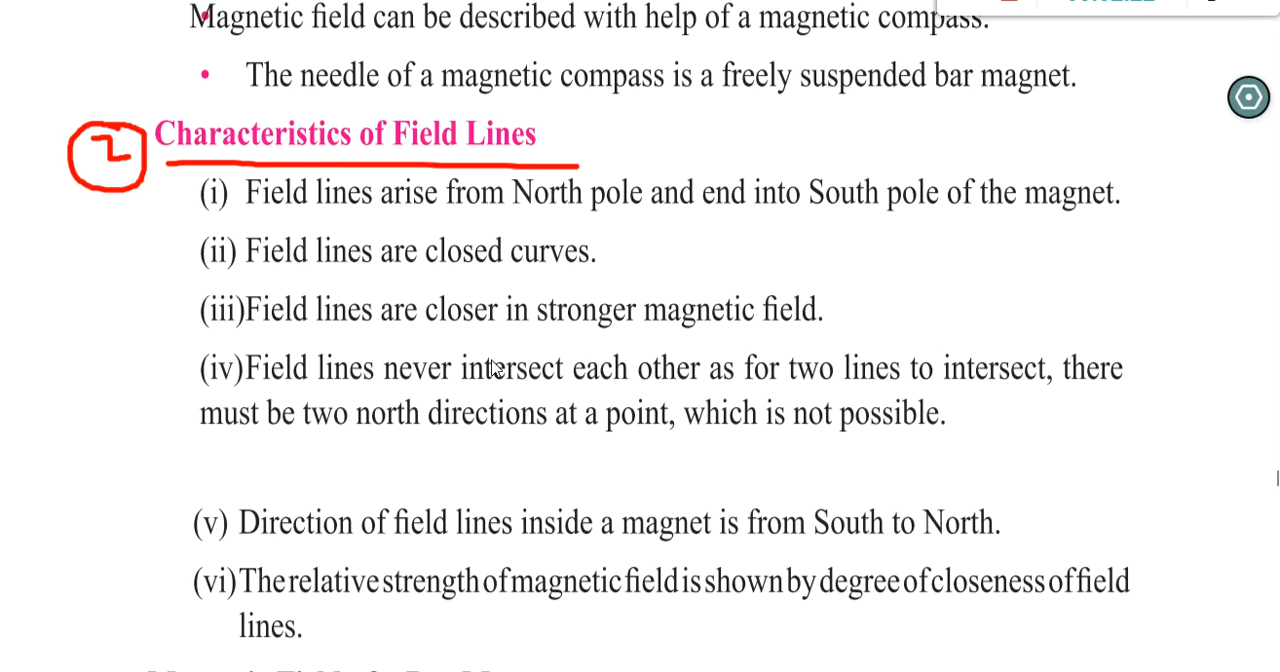 Magnetic field can be described with help of a magnetic compass.
• The needle of a magnetic compass is a freely suspended bar magnet.
2 Characteristics of Field Lines
(i) Field lines arise from North pole and end into South pole of the magnet.
(ii) Field lines are closed curves.
(iii)Field lines are closer in stronger magnetic field.
(iv)Field lines never intersect each other as for two lines to intersect, there
must be two north directions at a point, which is not possible.
(v) Direction of field lines inside a magnet is from South to North.
(vi)The relative strength of magnetic field is shown by degree of closeness of field
lines.